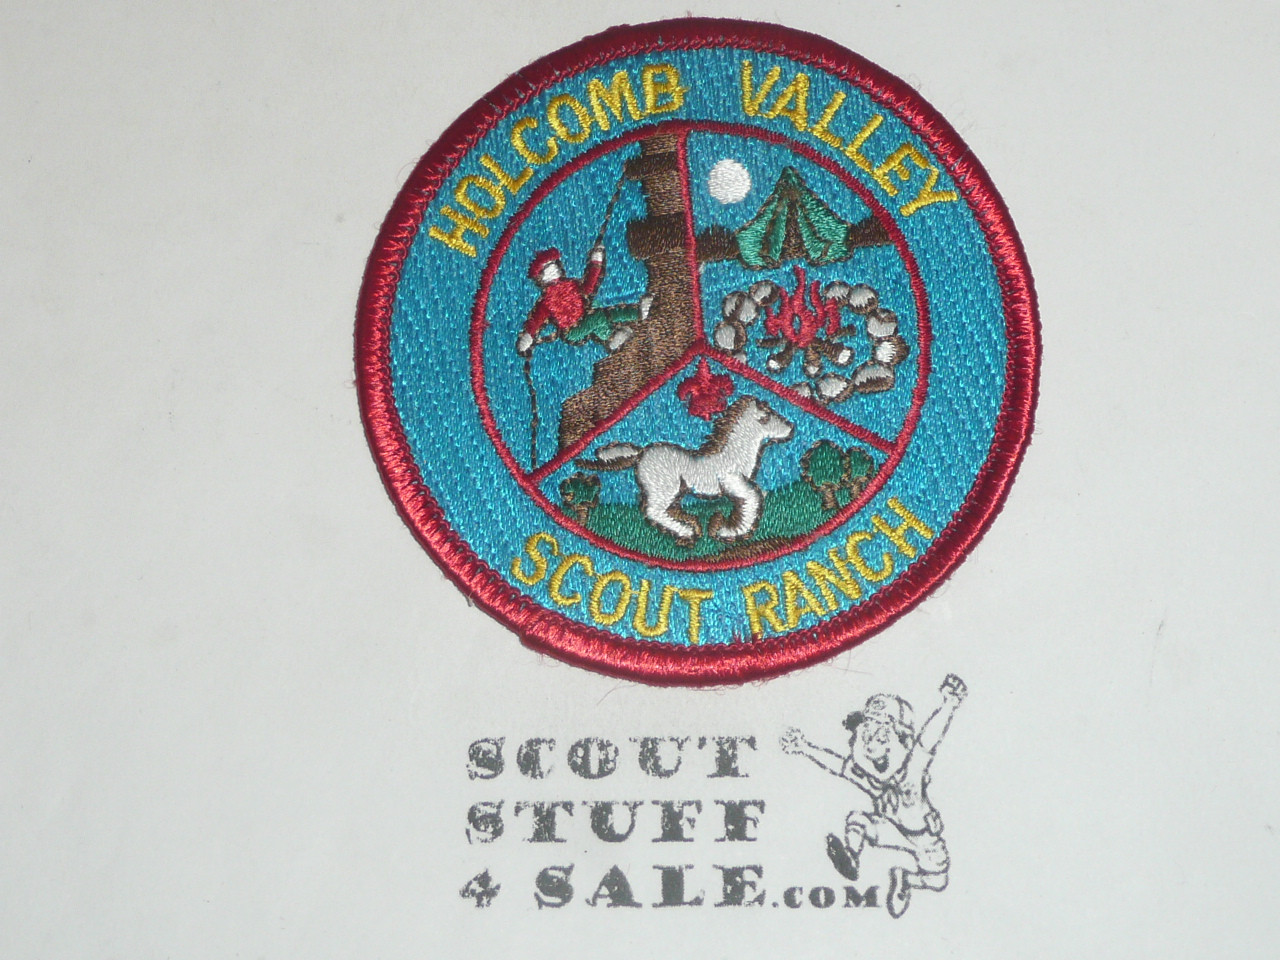 HOLCOMB VALLEY
SCOUT RANCH
SCOUT
STUFF
4 SALE.COM